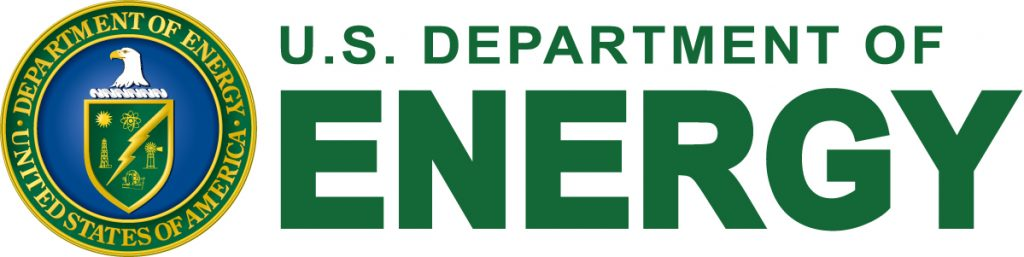 DEPARTMENT OF ENERGY
UNITED STATES OF AMERICA
U.S. DEPARTMENT OF
ENERGY